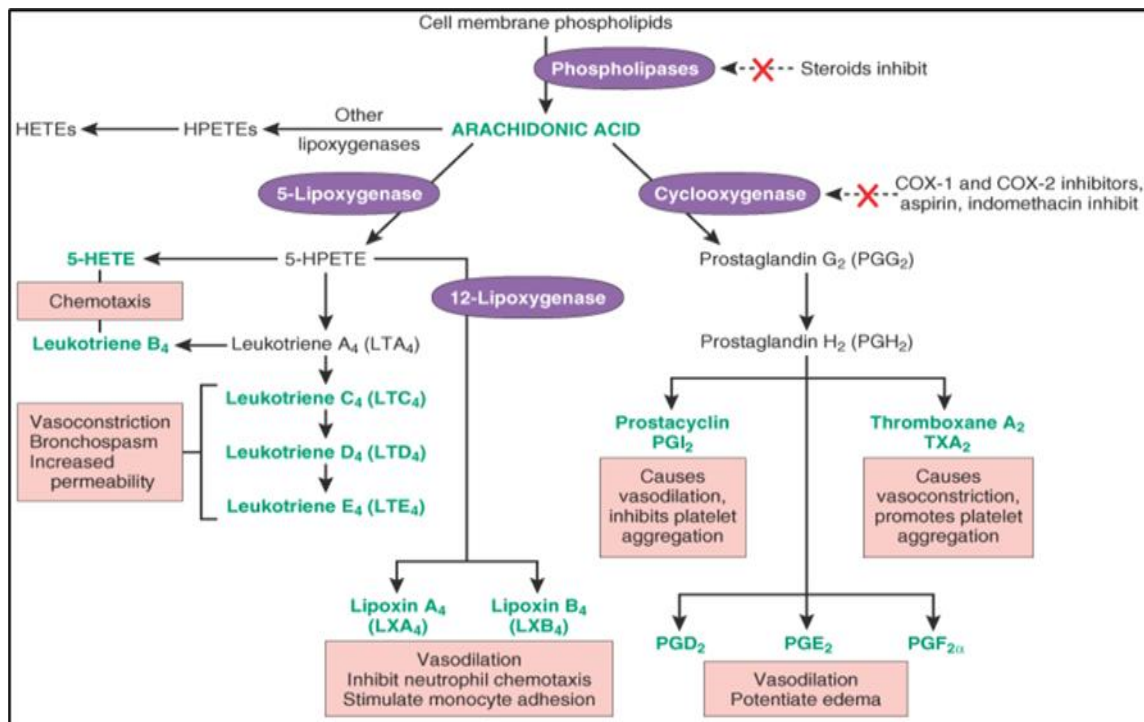 Cell membrane phospholipids
Phospholipases
Steroids inhibit
HETEs
HPETEs
Other
lipoxygenases
ARACHIDONIC ACID
5-Lipoxygenase
Cyclooxygenase
COX-1 and COX-2 inhibitors,
aspirin, indomethacin inhibit
5-HETE
5-HPETE
Prostaglandin G₂ (PGG₂)
Chemotaxis
12-Lipoxygenase
Leukotriene B₄
Leukotriene A₄ (LTA₄)
Prostaglandin H₂ (PGH₂)
Vasoconstriction
Bronchospasm
Increased
permeability
Leukotriene C₄ (LTC₄)
Leukotriene D₄ (LTD₄)
Leukotriene E₄ (LTE₄)
Prostacyclin
PGI₂
Causes
vasodilation,
inhibits platelet
aggregation
Thromboxane A₂
TXA₂
Causes
vasoconstriction,
promotes platelet
aggregation
Lipoxin A₄
(LXA₄)
Lipoxin B₄
(LXB₄)
Vasodilation
Inhibit neutrophil chemotaxis
Stimulate monocyte adhesion
PGD₂
PGE₂
PGF₂α
Vasodilation
Potentiate edema